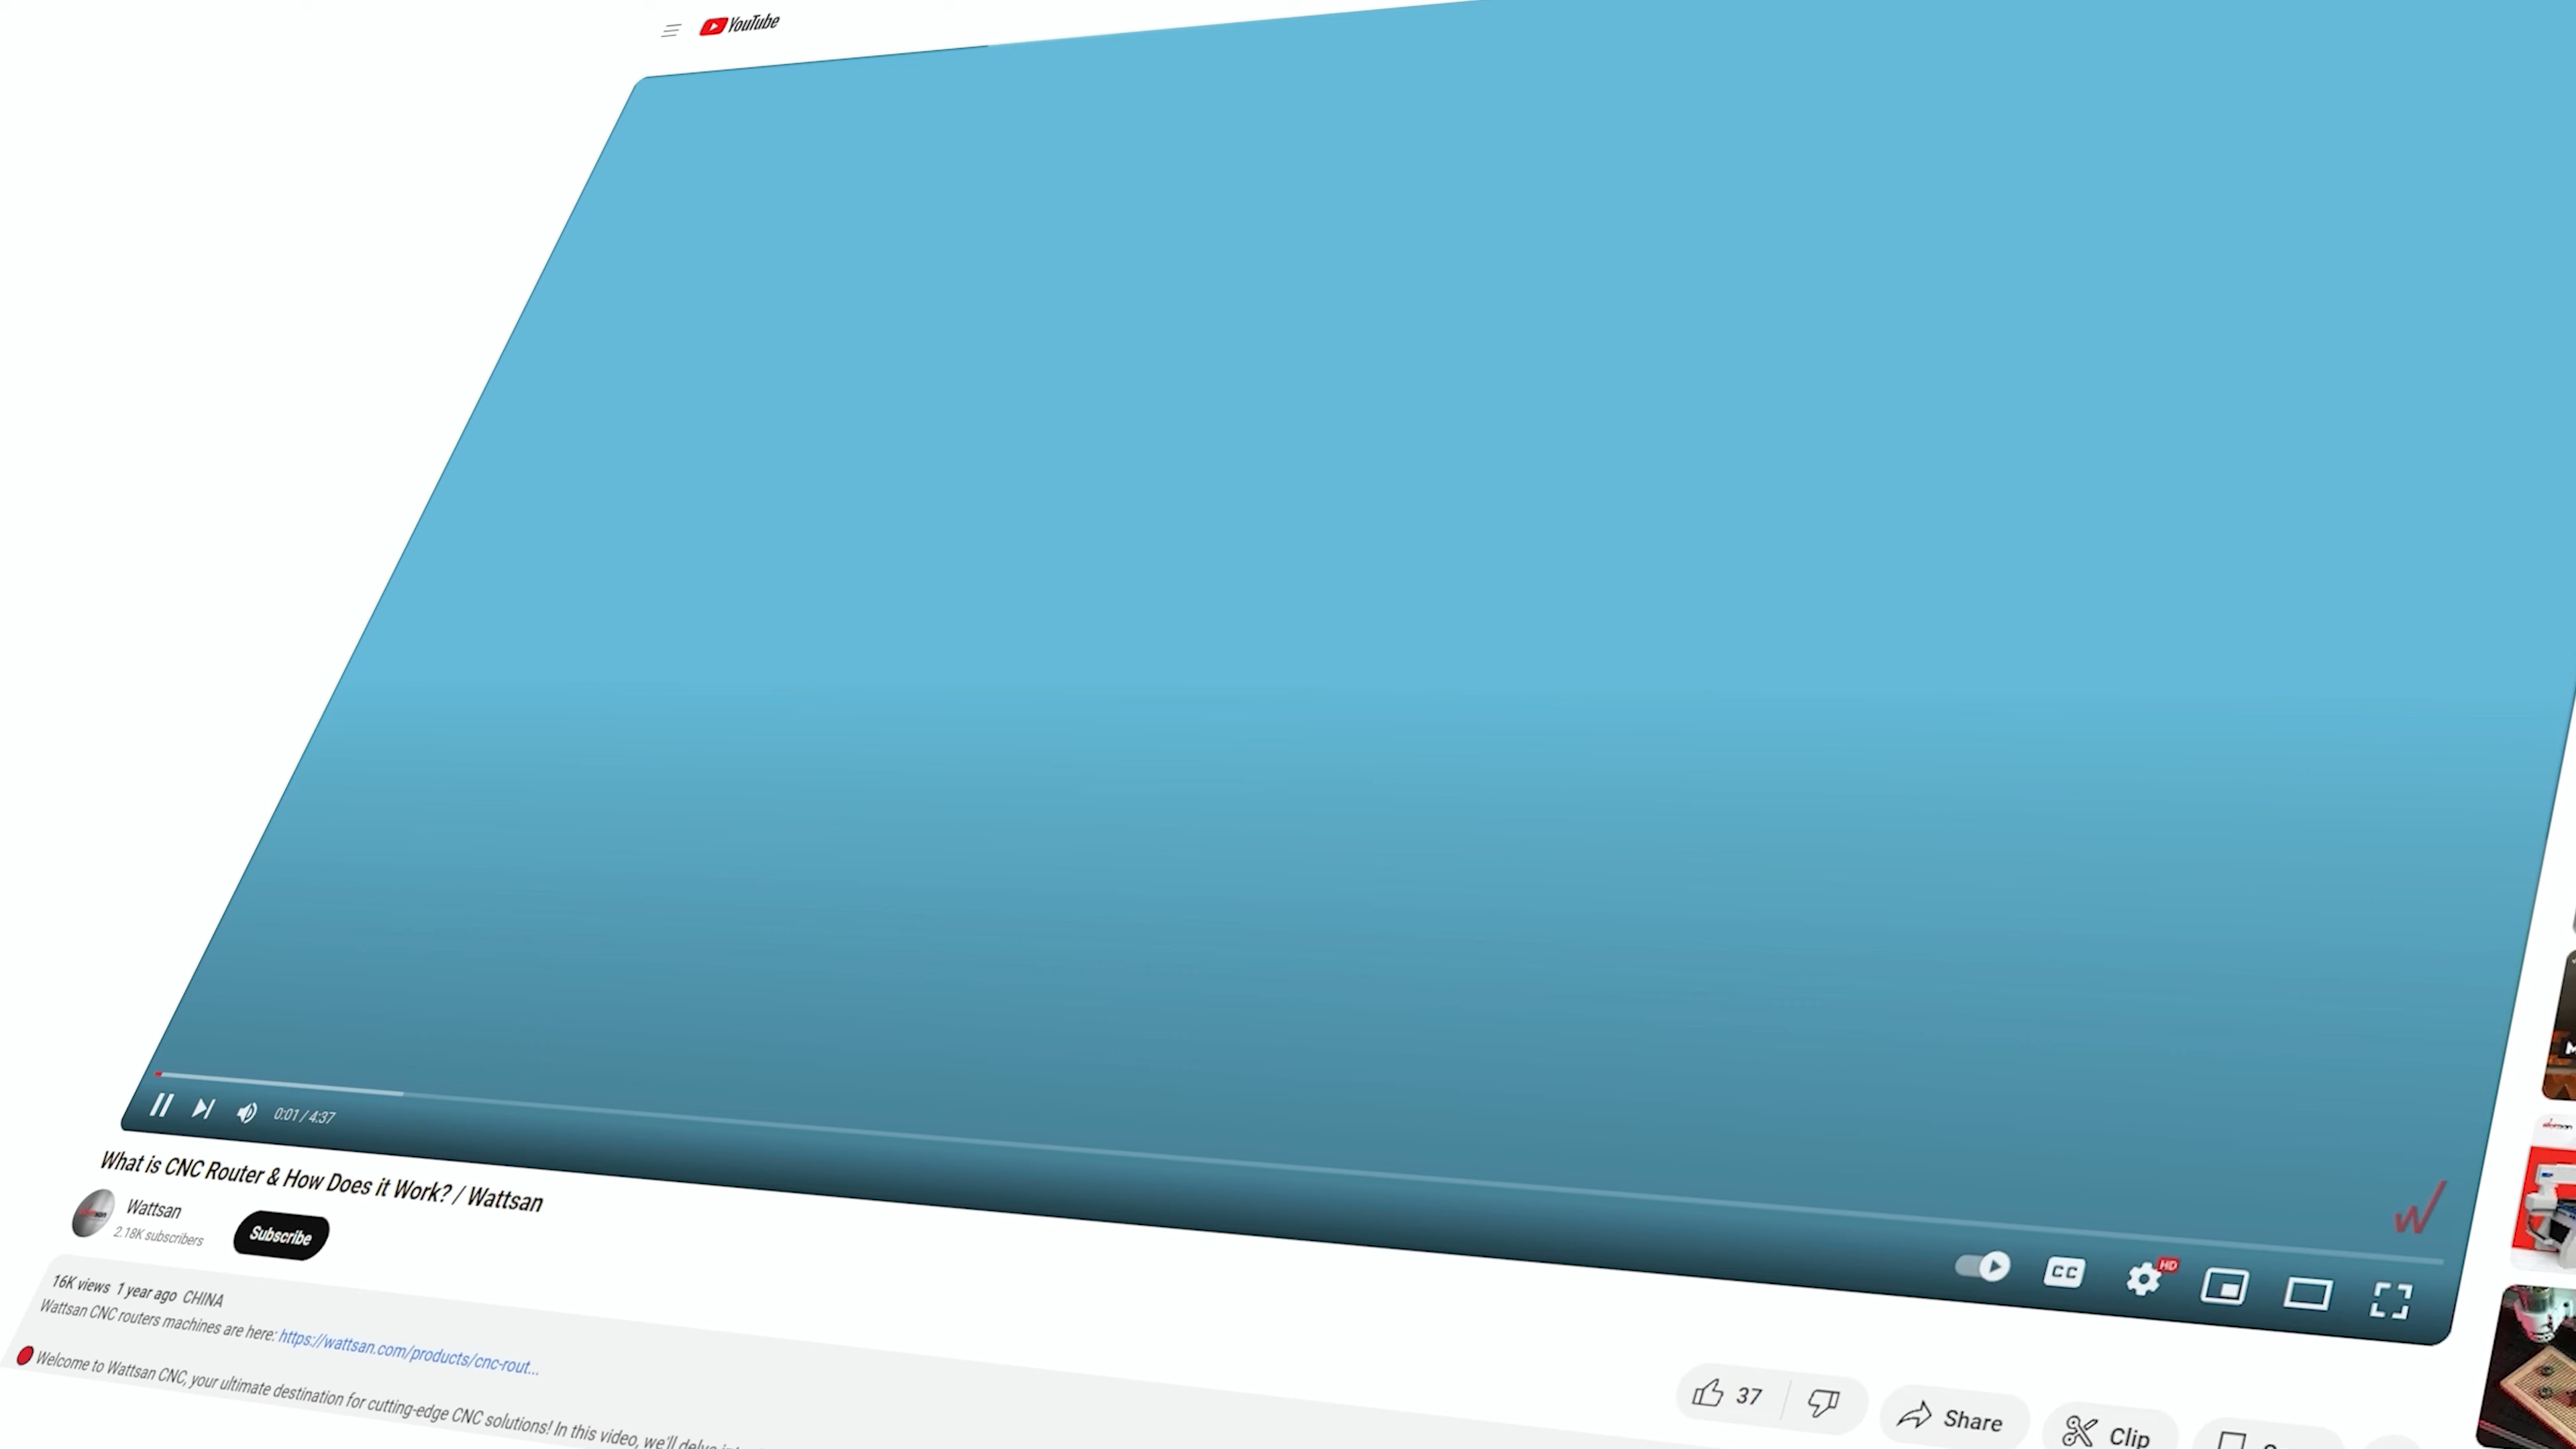 YouTube
0:01 / 4:37
CC
HD
What is CNC Router & How Does it Work? / Wattsan
Wattsan
2.18K subscribers
Subscribe
16K views 1 year ago CHINA
Wattsan CNC routers machines are here: https://wattsan.com/products/cnc-rout...
Welcome to Wattsan CNC, your ultimate destination for cutting-edge CNC solutions! In this video, we'll delve
37
Share
Clip